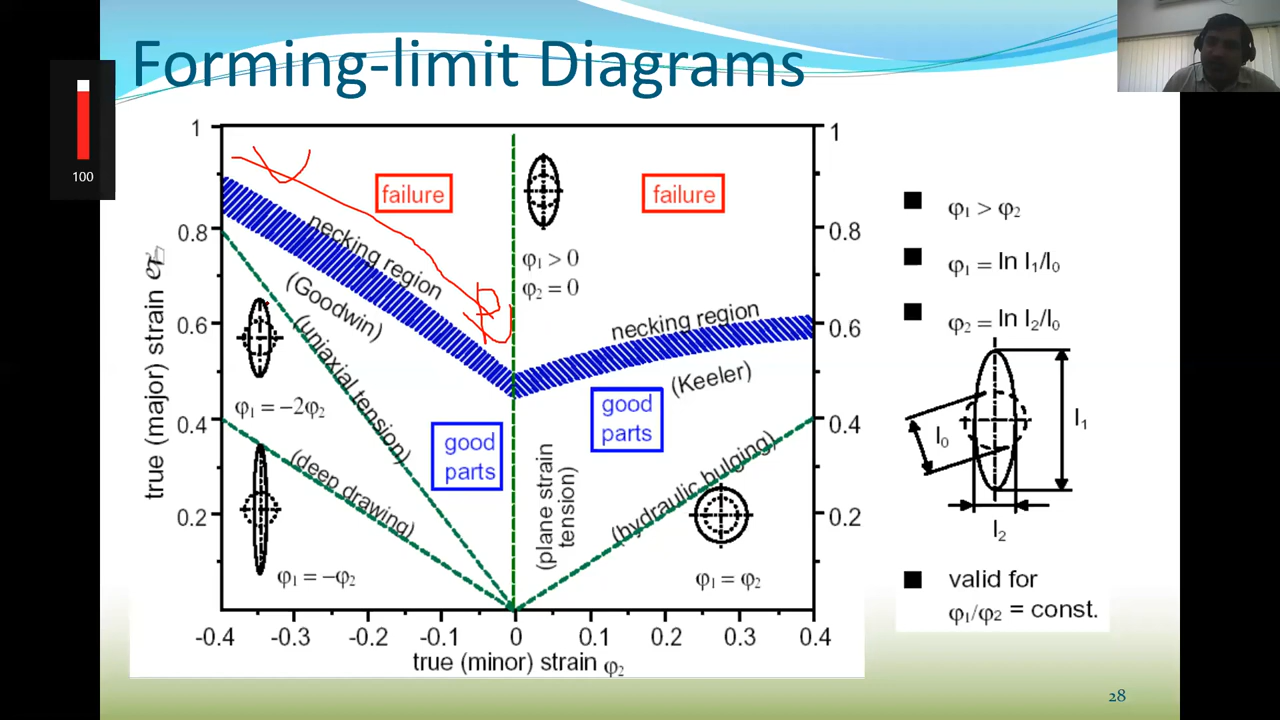 Forming-limit Diagrams
100
1
0.8
0.6
0.4
0.2
true (major) strain
failure
failure
necking region
(Goodwin)
(uniaxial tension)
(deep drawing)
φ₁ = −2φ₂
φ₁ = −φ₂
good
parts
φ₁ > 0
φ₂ = 0
necking region
(Keeler)
good
parts
(plane strain
tension)
(hydraulic bulging)
φ₁ = φ₂
1
0.8
0.6
0.4
0.2
-0.4 -0.3 -0.2 -0.1 0 0.1 0.2 0.3 0.4
true (minor) strain φ₂
φ₁ > φ₂
φ₁ = ln l₁/l₀
φ₂ = ln l₂/l₀
l₀
l₁
l₂
valid for
φ₁/φ₂ = const.
28